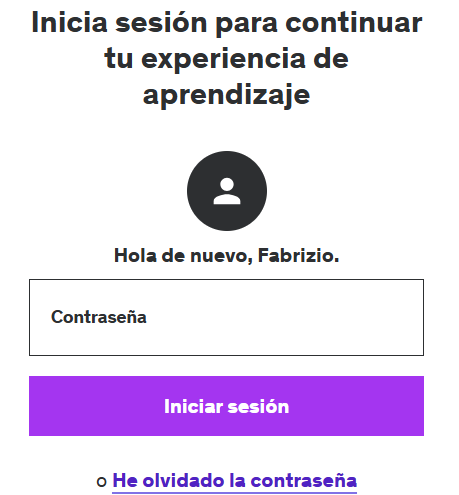 Inicia sesión para continuar
tu experiencia de
aprendizaje
Hola de nuevo, Fabrizio.
Contraseña
Iniciar sesión
o He olvidado la contraseña